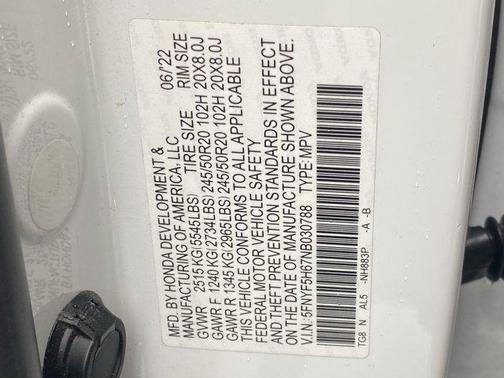 MFD. BY HONDA DEVELOPMENT & 06/22
MANUFACTURING OF AMERICA, LLC
TIRE SIZE RIM SIZE
GVWR 2515 KG(5545LBS)
GAWR F 1240 KG(2734LBS) 245/50R20 102H 20X8.0J
GAWR R 1345 KG(2965LBS) 245/50R20 102H 20X8.0J
THIS VEHICLE CONFORMS TO ALL APPLICABLE
FEDERAL MOTOR VEHICLE SAFETY
AND THEFT PREVENTION STANDARDS IN EFFECT
ON THE DATE OF MANUFACTURE SHOWN ABOVE.
V.I.N.: 5FNYF5H67NB030788 TYPE:MPV
TG8 N AL5 -NH883P -A -B